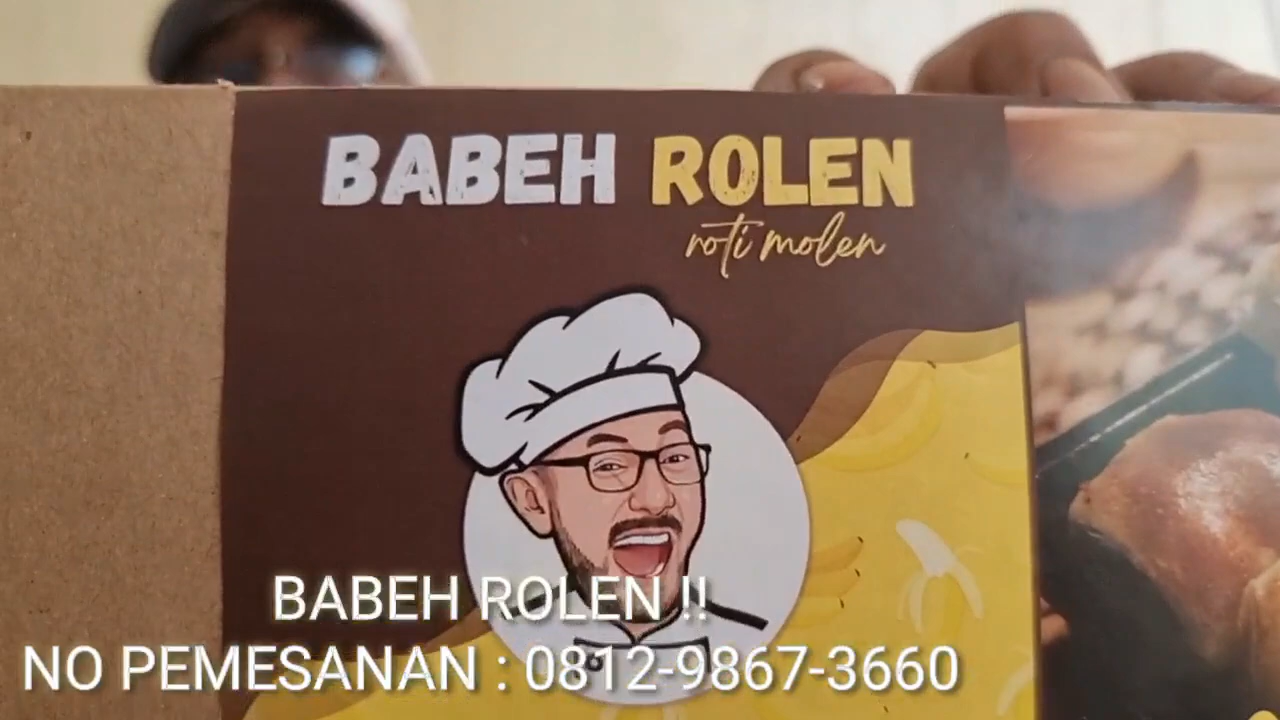 BABEH ROLEN
roti molen
BABEH ROLEN !!
NO PEMESANAN : 0812-9867-3660